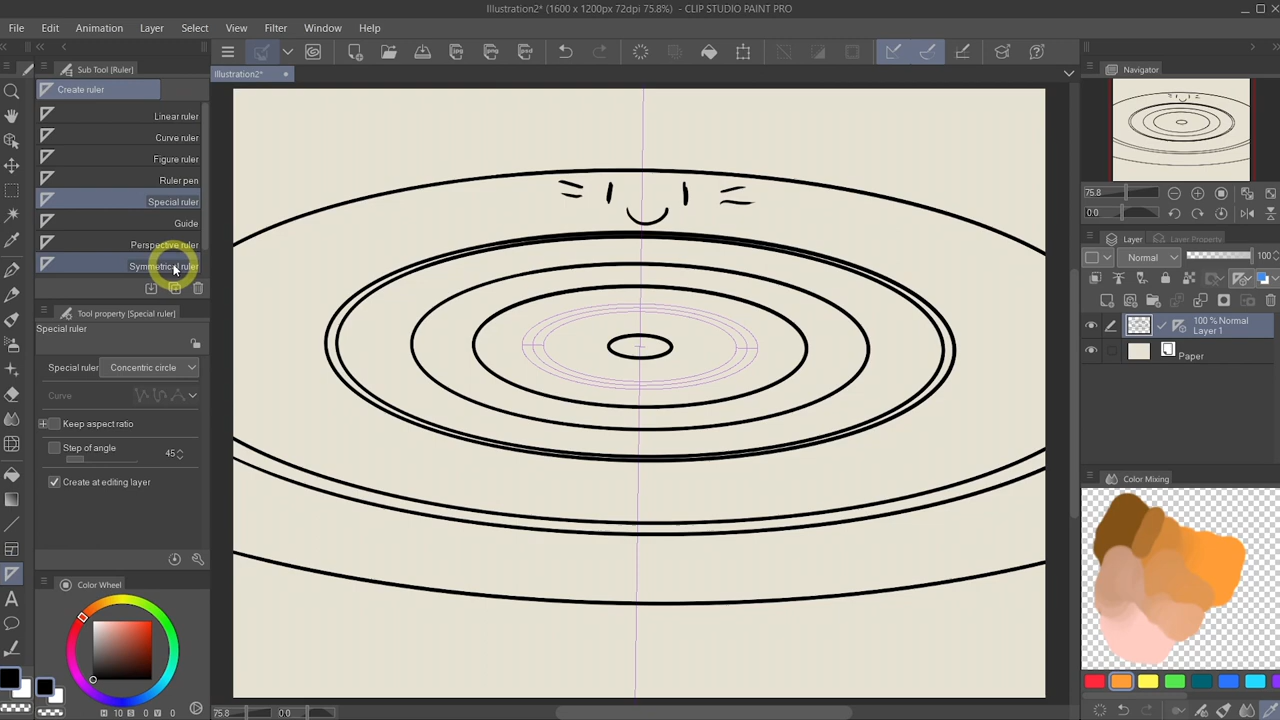 Illustration2* (1600 x 1200px 72dpi 75.8%) - CLIP STUDIO PAINT PRO
File Edit Animation Layer Select View Filter Window Help
Sub Tool [Ruler]
Create ruler
Linear ruler
Curve ruler
Figure ruler
Ruler pen
Special ruler
Guide
Perspective ruler
Symmetrical ruler
Tool property [Special ruler]
Special ruler
Special ruler Concentric circle
Curve
Keep aspect ratio
Step of angle 45
Create at editing layer
Color Wheel
H 10 S 0 V 0
Illustration2*
75.8 0.0
Navigator
75.8
0.0
Layer Layer Property
Normal 100
100 % Normal
Layer 1
Paper
Color Mixing